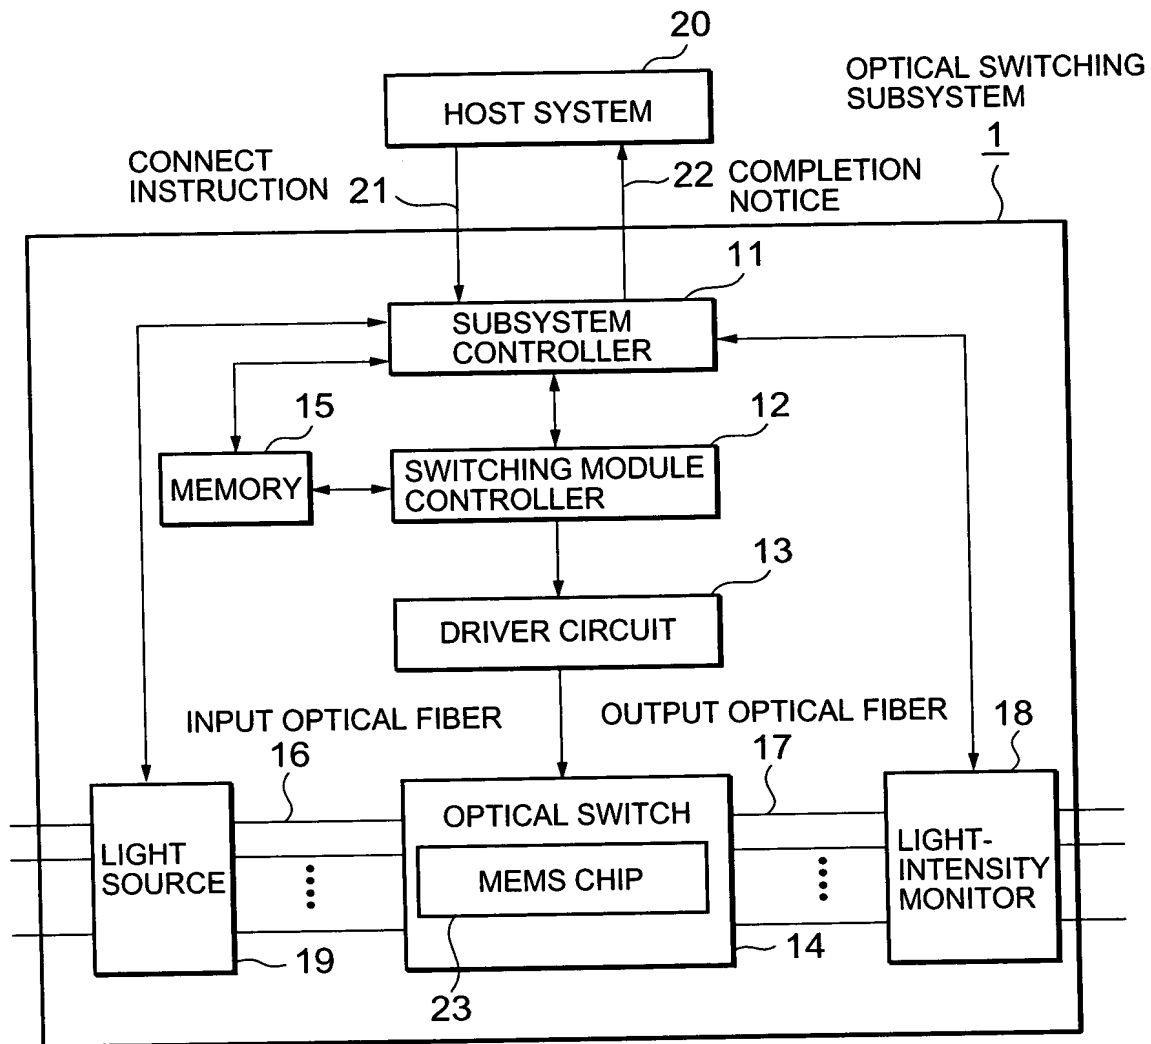 20
OPTICAL SWITCHING
SUBSYSTEM
1
HOST SYSTEM
CONNECT
INSTRUCTION
21
22
COMPLETION
NOTICE
11
SUBSYSTEM
CONTROLLER
15
12
MEMORY
SWITCHING MODULE
CONTROLLER
13
DRIVER CIRCUIT
INPUT OPTICAL FIBER
OUTPUT OPTICAL FIBER
16
17
18
OPTICAL SWITCH
LIGHT
SOURCE
MEMS CHIP
LIGHT-
INTENSITY
MONITOR
19
23
14